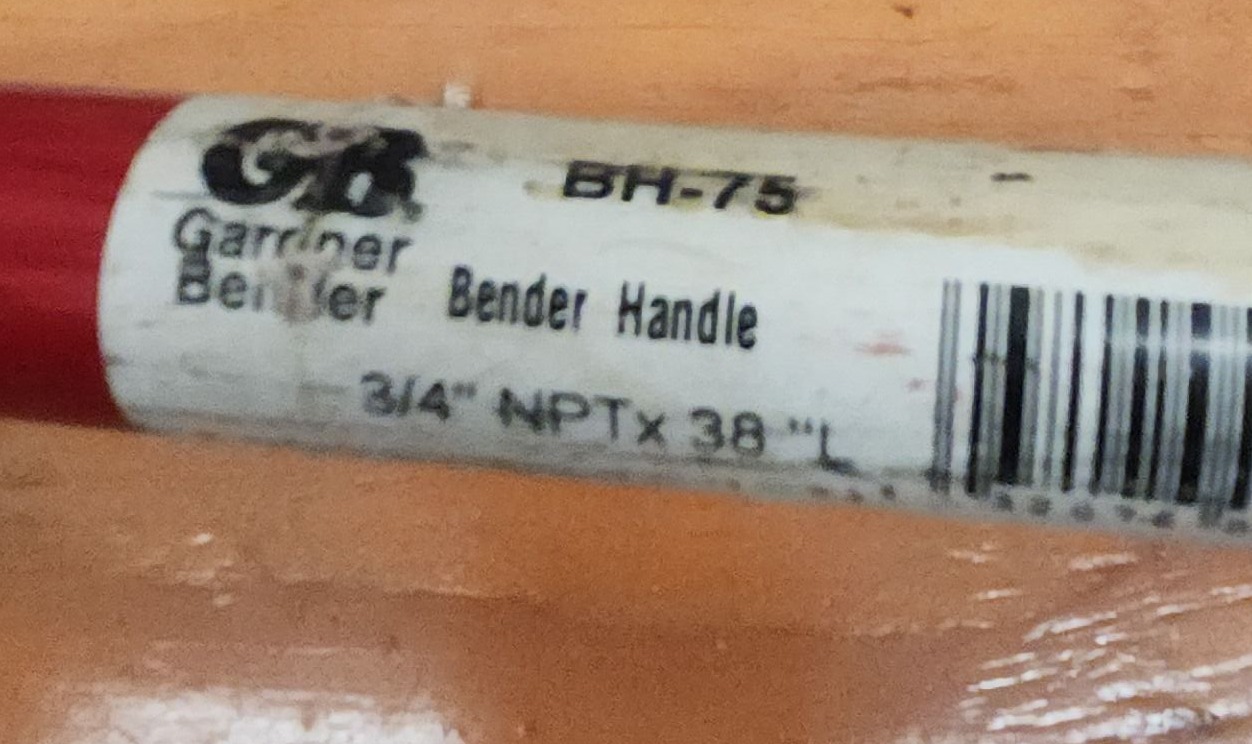 GB
BH-75
Gardner
Bender
Bender Handle
3/4" NPTx 38 "L